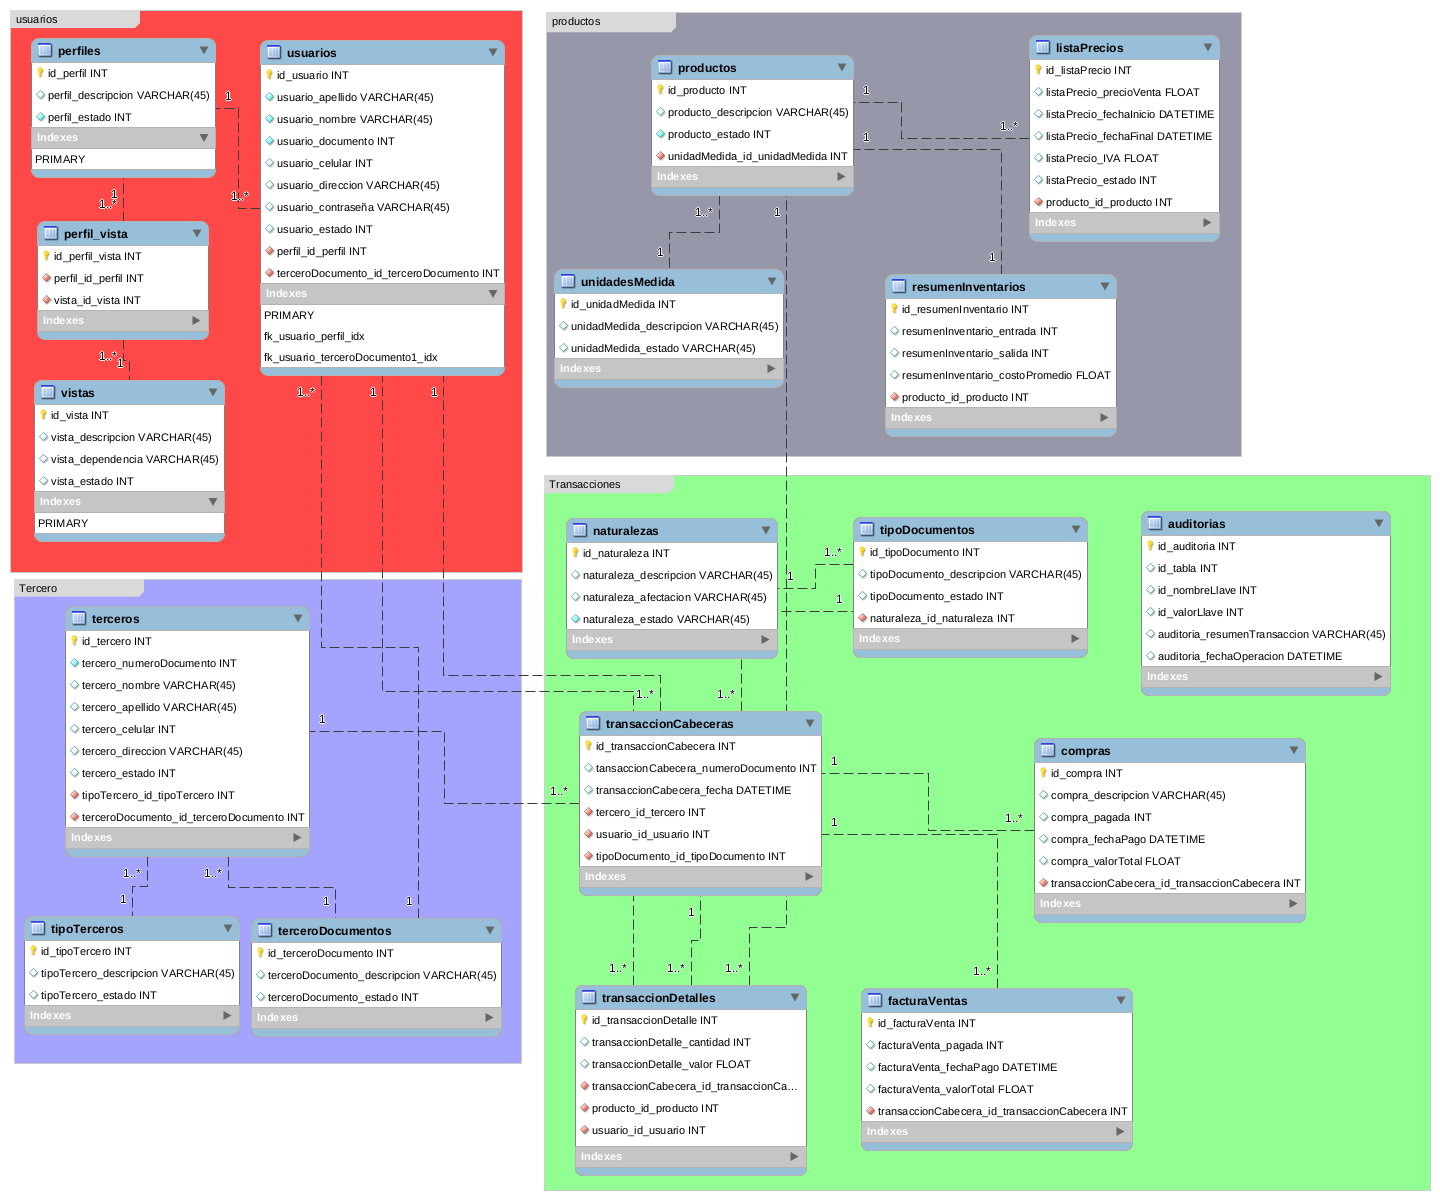 usuarios
perfiles
id_perfil INT
perfil_descripcion VARCHAR(45)
perfil_estado INT
Indexes
PRIMARY
1
1..*
usuarios
id_usuario INT
usuario_apellido VARCHAR(45)
usuario_nombre VARCHAR(45)
usuario_documento INT
usuario_celular INT
usuario_direccion VARCHAR(45)
usuario_contraseña VARCHAR(45)
usuario_estado INT
perfil_id_perfil INT
terceroDocumento_id_terceroDocumento INT
Indexes
PRIMARY
fk_usuario_perfil_idx
fk_usuario_terceroDocumento1_idx
1
1..*
perfil_vista
id_perfil_vista INT
perfil_id_perfil INT
vista_id_vista INT
Indexes
1..*
1
vistas
id_vista INT
vista_descripcion VARCHAR(45)
vista_dependencia VARCHAR(45)
vista_estado INT
Indexes
PRIMARY
1..*
1
1
productos
productos
id_producto INT
producto_descripcion VARCHAR(45)
producto_estado INT
unidadMedida_id_unidadMedida INT
Indexes
1
1..*
1
1
1..*
1
1
listaPrecios
id_listaPrecio INT
listaPrecio_precioVenta FLOAT
listaPrecio_fechaInicio DATETIME
listaPrecio_fechaFinal DATETIME
listaPrecio_IVA FLOAT
listaPrecio_estado INT
producto_id_producto INT
Indexes
unidadesMedida
id_unidadMedida INT
unidadMedida_descripcion VARCHAR(45)
unidadMedida_estado VARCHAR(45)
Indexes
resumenInventarios
id_resumenInventario INT
resumenInventario_entrada INT
resumenInventario_salida INT
resumenInventario_costoPromedio FLOAT
producto_id_producto INT
Indexes
Tercero
terceros
id_tercero INT
tercero_numeroDocumento INT
tercero_nombre VARCHAR(45)
tercero_apellido VARCHAR(45)
tercero_celular INT
tercero_direccion VARCHAR(45)
tercero_estado INT
tipoTercero_id_tipoTercero INT
terceroDocumento_id_terceroDocumento INT
Indexes
1
1..*
1..*
1..*
1
1
1
tipoTerceros
id_tipoTercero INT
tipoTercero_descripcion VARCHAR(45)
tipoTercero_estado INT
Indexes
terceroDocumentos
id_terceroDocumento INT
terceroDocumento_descripcion VARCHAR(45)
terceroDocumento_estado INT
Indexes
Transacciones
naturalezas
id_naturaleza INT
naturaleza_descripcion VARCHAR(45)
naturaleza_afectacion VARCHAR(45)
naturaleza_estado VARCHAR(45)
Indexes
1..*
1
1
tipoDocumentos
id_tipoDocumento INT
tipoDocumento_descripcion VARCHAR(45)
tipoDocumento_estado INT
naturaleza_id_naturaleza INT
Indexes
auditorias
id_auditoria INT
id_tabla INT
id_nombreLlave INT
id_valorLlave INT
auditoria_resumenTransaccion VARCHAR(45)
auditoria_fechaOperacion DATETIME
Indexes
1..*
1..*
transaccionCabeceras
id_transaccionCabecera INT
tansaccionCabecera_numeroDocumento INT
transaccionCabecera_fecha DATETIME
tercero_id_tercero INT
usuario_id_usuario INT
tipoDocumento_id_tipoDocumento INT
Indexes
1
1..*
1
1..*
compras
id_compra INT
compra_descripcion VARCHAR(45)
compra_pagada INT
compra_fechaPago DATETIME
compra_valorTotal FLOAT
transaccionCabecera_id_transaccionCabecera INT
Indexes
1
1..*
1..*
1..*
transaccionDetalles
id_transaccionDetalle INT
transaccionDetalle_cantidad INT
transaccionDetalle_valor FLOAT
transaccionCabecera_id_transaccionCa...
producto_id_producto INT
usuario_id_usuario INT
Indexes
facturaVentas
id_facturaVenta INT
facturaVenta_pagada INT
facturaVenta_fechaPago DATETIME
facturaVenta_valorTotal FLOAT
transaccionCabecera_id_transaccionCabecera INT
Indexes